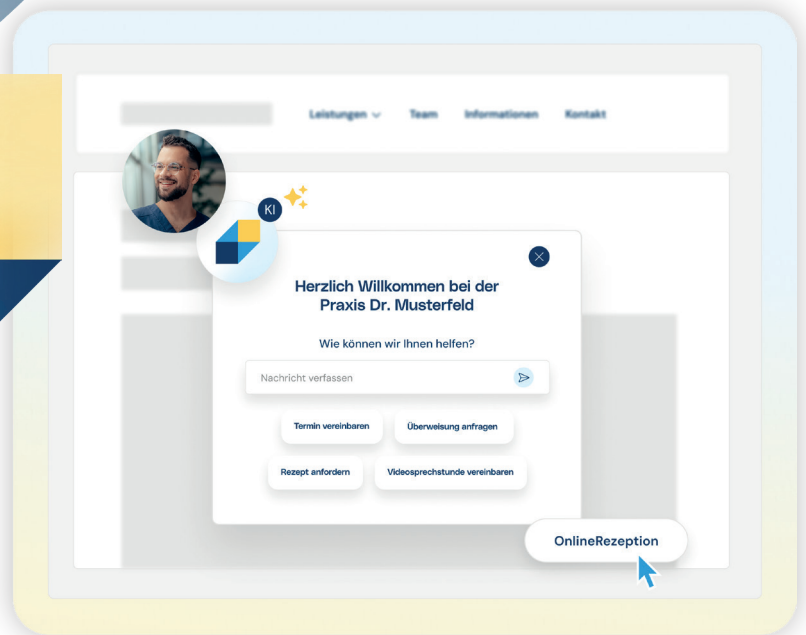 Leistungen Team Informationen Kontakt
KI
Herzlich Willkommen bei der
Praxis Dr. Musterfeld
Wie können wir Ihnen helfen?
Nachricht verfassen
Termin vereinbaren Überweisung anfragen
Rezept anfordern Videosprechstunde vereinbaren
OnlineRezeption